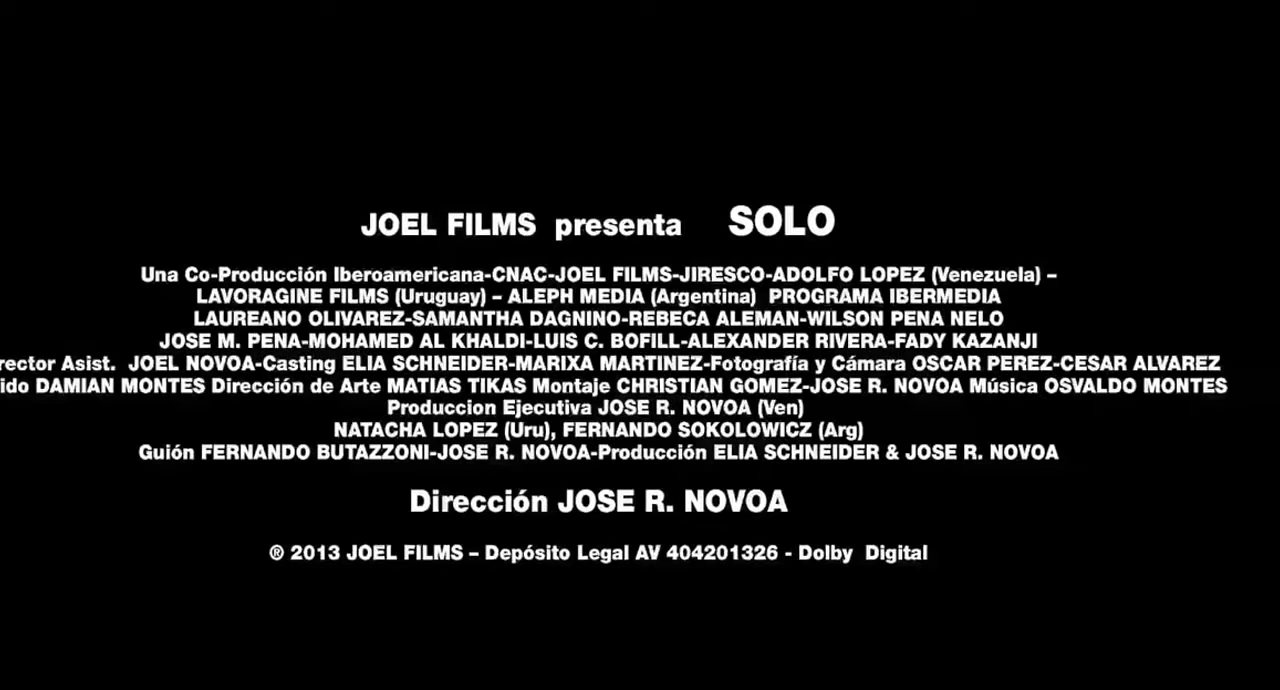 JOEL FILMS presenta SOLO
Una Co-Producción Iberoamericana-CNAC-JOEL FILMS-JIRESCO-ADOLFO LOPEZ (Venezuela) –
LAVORAGINE FILMS (Uruguay) – ALEPH MEDIA (Argentina) PROGRAMA IBERMEDIA
LAUREANO OLIVAREZ-SAMANTHA DAGNINO-REBECA ALEMAN-WILSON PENA NELO
JOSE M. PENA-MOHAMED AL KHALDI-LUIS C. BOFILL-ALEXANDER RIVERA-FADY KAZANJI
rector Asist. JOEL NOVOA-Casting ELIA SCHNEIDER-MARIXA MARTINEZ-Fotografía y Cámara OSCAR PEREZ-CESAR ALVAREZ
ido DAMIAN MONTES Dirección de Arte MATIAS TIKAS Montaje CHRISTIAN GOMEZ-JOSE R. NOVOA Música OSVALDO MONTES
Produccion Ejecutiva JOSE R. NOVOA (Ven)
NATACHA LOPEZ (Uru), FERNANDO SOKOLOWICZ (Arg)
Guión FERNANDO BUTAZZONI-JOSE R. NOVOA-Producción ELIA SCHNEIDER & JOSE R. NOVOA
Dirección JOSE R. NOVOA
® 2013 JOEL FILMS – Depósito Legal AV 404201326 - Dolby Digital